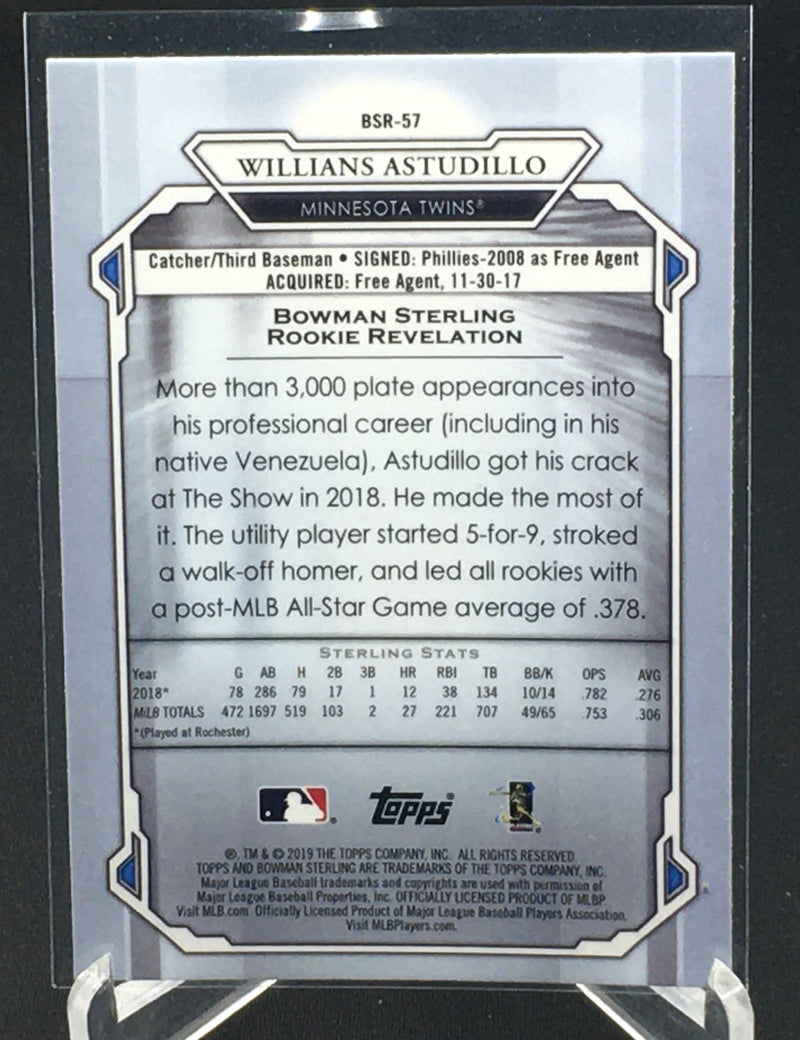 BSR-57
WILLIANS ASTUDILLO
MINNESOTA TWINS®
Catcher/Third Baseman • SIGNED: Phillies-2008 as Free Agent
ACQUIRED: Free Agent, 11-30-17
BOWMAN STERLING
ROOKIE REVELATION
More than 3,000 plate appearances into
his professional career (including in his
native Venezuela), Astudillo got his crack
at The Show in 2018. He made the most of
it. The utility player started 5-for-9, stroked
a walk-off homer, and led all rookies with
a post-MLB All-Star Game average of .378.
STERLING STATS
Year G AB H 2B 3B HR RBI TB BB/K OPS AVG
2018* 78 286 79 17 1 12 38 134 10/14 .782 .276
MiLB TOTALS 472 1697 519 103 2 27 221 707 49/65 .753 .306
*(Played at Rochester)
® Topps® ®
®, TM & © 2019 THE TOPPS COMPANY, INC. ALL RIGHTS RESERVED.
TOPPS AND BOWMAN STERLING ARE TRADEMARKS OF THE TOPPS COMPANY, INC.
Major League Baseball trademarks and copyrights are used with permission of
Major League Baseball Properties, Inc. OFFICIALLY LICENSED PRODUCT OF MLBP
Visit MLB.com Officially Licensed Product of Major League Baseball Players Association,
Visit MLBPlayers.com.